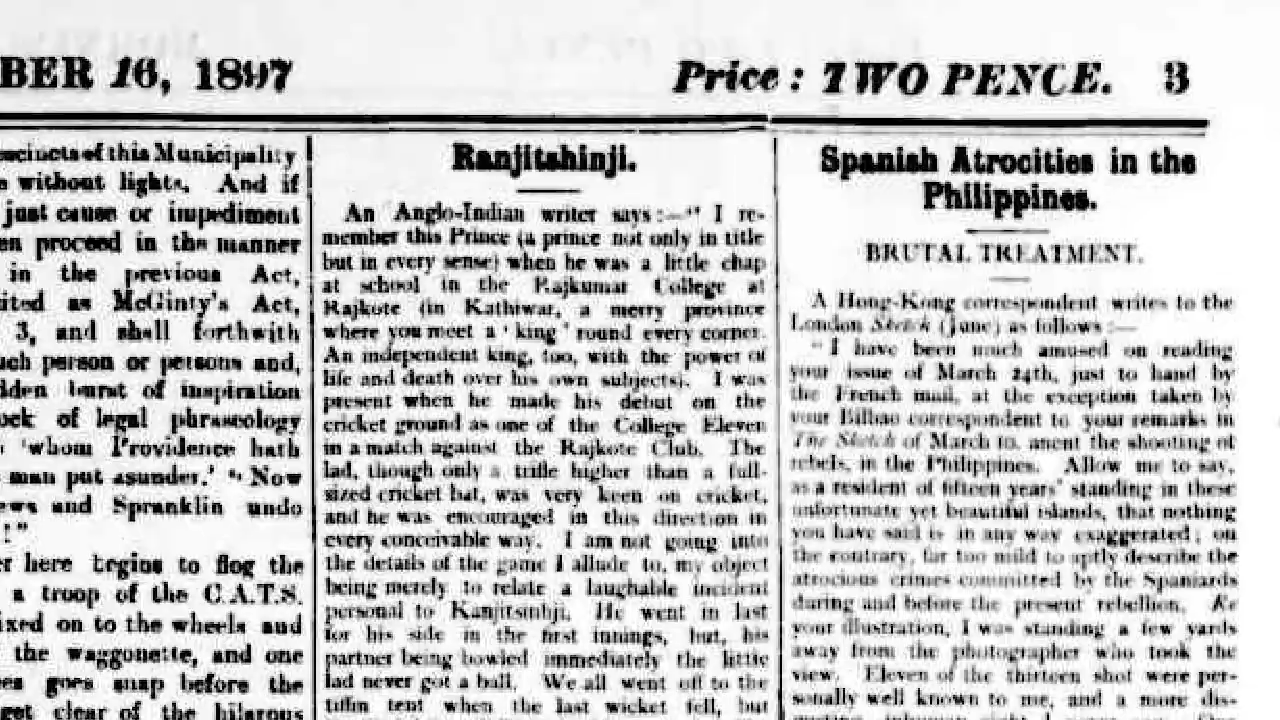 BER 16, 1897
Price : TWO PENCE. 3
ecincts of this Municipality
without lights. And if
just cause or impediment
en proceed in the manner
in the previous Act,
ited as McGinty's Act,
3, and shall forthwith
uch person or persons and,
dden burst of inspiration
ock of legal phraseology
'whom Providence hath
man put asunder.' " Now
ews and Spranklin undo
!"
er here begins to flog the
a troop of the C.A.T.S.
ixed on to the wheels and
the waggonette, and one
es goes snap before the
get clear of the hilarous
Ranjitshinji.
An Anglo-Indian writer says:—" I re-
member this Prince (a prince not only in title
but in every sense) when he was a little chap
at school in the Rajkumar College at
Rajkote (in Kathiwar, a merry province
where you meet a ' king ' round every corner.
An independent king, too, with the power of
life and death over his own subjects). I was
present when he made his debut on the
cricket ground as one of the College Eleven
in a match against the Rajkote Club. The
lad, though only a trifle higher than a full-
sized cricket bat, was very keen on cricket,
and he was encouraged in this direction in
every conceivable way. I am not going into
the details of the game I allude to, my object
being merely to relate a laughable incident
personal to Kanjitsinhji. He went in last
for his side in the first innings, but, his
partner being bowled immediately the little
lad never got a ball. We all went off to the
tiffin tent when the last wicket fell, but
Spanish Atrocities in the
Philippines.
BRUTAL TREATMENT.
A Hong-Kong correspondent writes to the
London Sketch (June) as follows :—
" I have been much amused on reading
your issue of March 24th, just to hand by
the French mail, at the exception taken by
your Bilbao correspondent to your remarks in
The Sketch of March 10, anent the shooting of
rebels, in the Philippines. Allow me to say,
as a resident of fifteen years' standing in these
unfortunate yet beautiful islands, that nothing
you have said is in any way exaggerated; on
the contrary, far too mild to aptly describe the
atrocious crimes committed by the Spaniards
during and before the present rebellion. Re
your illustration, I was standing a few yards
away from the photographer who took the
view. Eleven of the thirteen shot were per-
sonally well known to me, and a more dis-